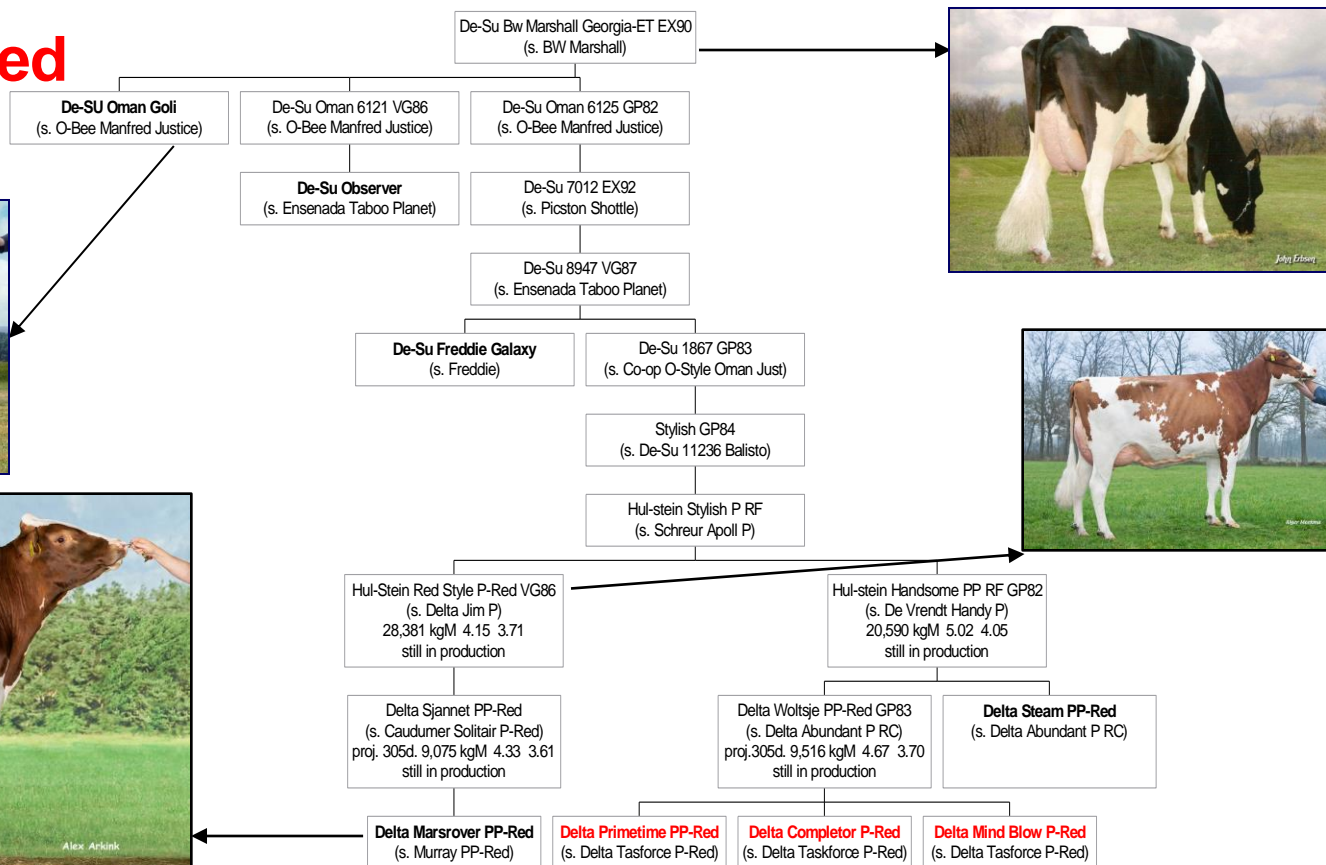 ed
De-Su Bw Marshall Georgia-ET EX90
(s. BW Marshall)
De-SU Oman Goli
(s. O-Bee Manfred Justice)
De-Su Oman 6121 VG86
(s. O-Bee Manfred Justice)
De-Su Oman 6125 GP82
(s. O-Bee Manfred Justice)
De-Su Observer
(s. Ensenada Taboo Planet)
De-Su 7012 EX92
(s. Picston Shottle)
John Erbsen
De-Su 8947 VG87
(s. Ensenada Taboo Planet)
De-Su Freddie Galaxy
(s. Freddie)
De-Su 1867 GP83
(s. Co-op O-Style Oman Just)
Stylish GP84
(s. De-Su 11236 Balisto)
Hul-stein Stylish P RF
(s. Schreur Apoll P)
Hul-Stein Red Style P-Red VG86
(s. Delta Jim P)
28,381 kgM 4.15 3.71
still in production
Hul-stein Handsome PP RF GP82
(s. De Vrendt Handy P)
20,590 kgM 5.02 4.05
still in production
Delta Sjannet PP-Red
(s. Caudumer Solitair P-Red)
proj. 305d. 9,075 kgM 4.33 3.61
still in production
Delta Woltsje PP-Red GP83
(s. Delta Abundant P RC)
proj.305d. 9,516 kgM 4.67 3.70
still in production
Delta Steam PP-Red
(s. Delta Abundant P RC)
Alex Arkink
Delta Marsrover PP-Red
(s. Murray PP-Red)
Delta Primetime PP-Red
(s. Delta Tasforce P-Red)
Delta Completor P-Red
(s. Delta Taskforce P-Red)
Delta Mind Blow P-Red
(s. Delta Tasforce P-Red)